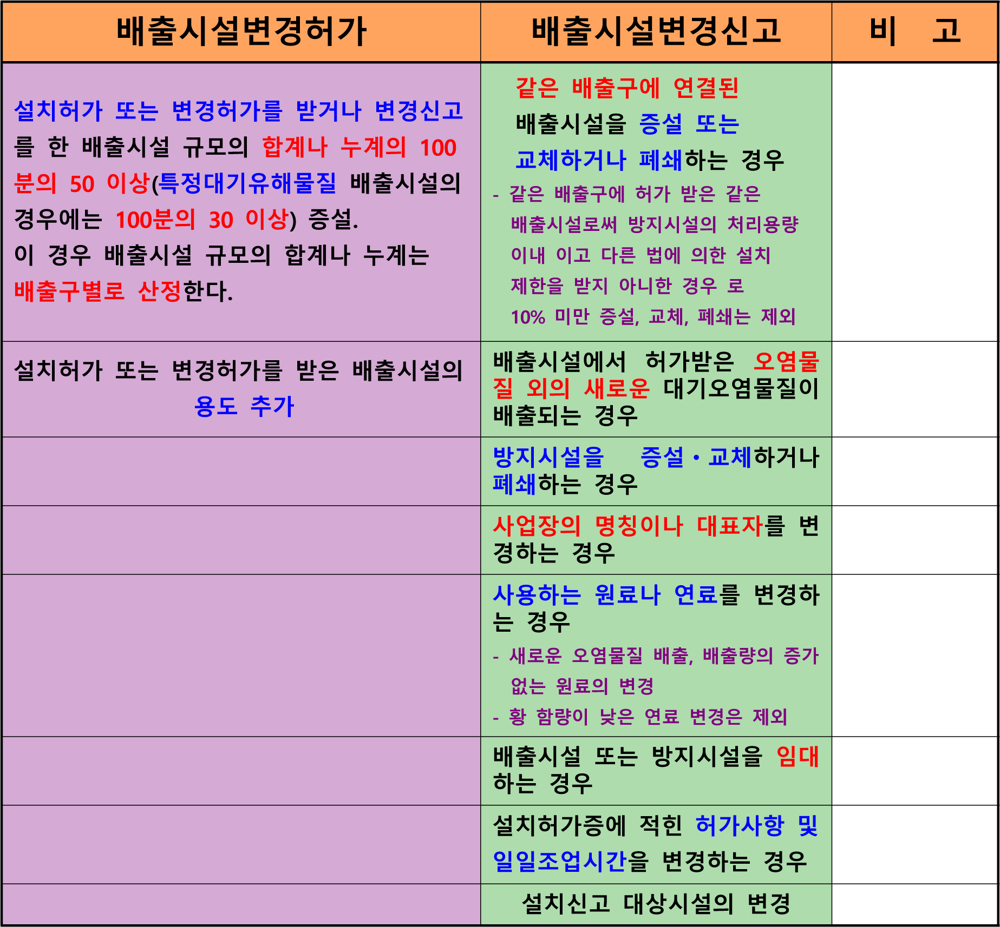 배출시설변경허가
배출시설변경신고
비 고
설치허가 또는 변경허가를 받거나 변경신고
를 한 배출시설 규모의 합계나 누계의 100
분의 50 이상(특정대기유해물질 배출시설의
경우에는 100분의 30 이상) 증설.
이 경우 배출시설 규모의 합계나 누계는
배출구별로 산정한다.
같은 배출구에 연결된
배출시설을 증설 또는
교체하거나 폐쇄하는 경우
- 같은 배출구에 허가 받은 같은
배출시설로써 방지시설의 처리용량
이내 이고 다른 법에 의한 설치
제한을 받지 아니한 경우 로
10% 미만 증설, 교체, 폐쇄는 제외
설치허가 또는 변경허가를 받은 배출시설의
용도 추가
배출시설에서 허가받은 오염물
질 외의 새로운 대기오염물질이
배출되는 경우
방지시설을 증설・교체하거나
폐쇄하는 경우
사업장의 명칭이나 대표자를 변
경하는 경우
사용하는 원료나 연료를 변경하
는 경우
- 새로운 오염물질 배출, 배출량의 증가
없는 원료의 변경
- 황 함량이 낮은 연료 변경은 제외
배출시설 또는 방지시설을 임대
하는 경우
설치허가증에 적힌 허가사항 및
일일조업시간을 변경하는 경우
설치신고 대상시설의 변경